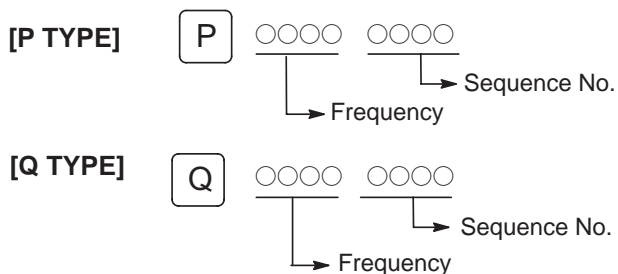 [P TYPE] P ○○○○ ○○○○
Sequence No.
Frequency
[Q TYPE] Q ○○○○ ○○○○
Sequence No.
Frequency